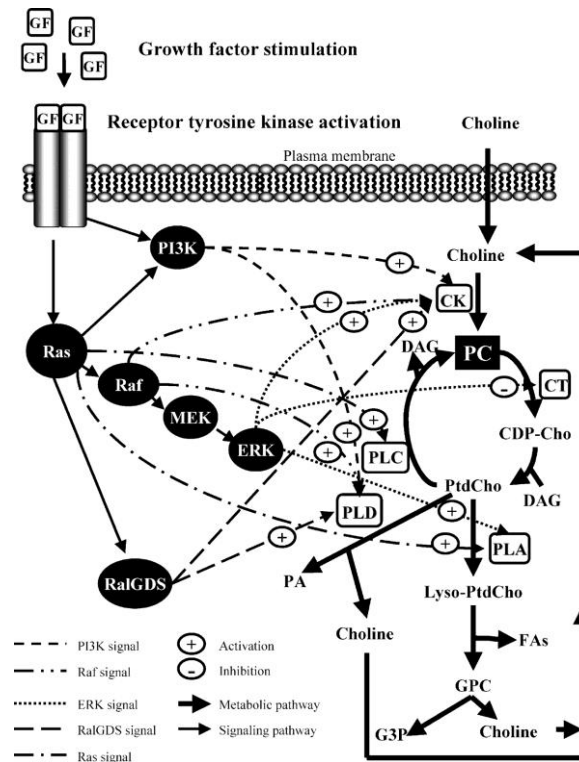 GF
GF
GF
GF
Growth factor stimulation
GF GF
Receptor tyrosine kinase activation
Choline
Plasma membrane
PI3K
+
Choline
CK
+
+
+
Ras
DAG
PC
Raf
-
CT
MEK
+
CDP-Cho
ERK
+
+
PLC
PtdCho
DAG
PLD
+
+
+
PLA
PA
RalGDS
Lyso-PtdCho
Choline
FAs
PI3K signal
+ Activation
Raf signal
- Inhibition
GPC
ERK signal
Metabolic pathway
G3P
Choline
RalGDS signal
Signaling pathway
Ras signal